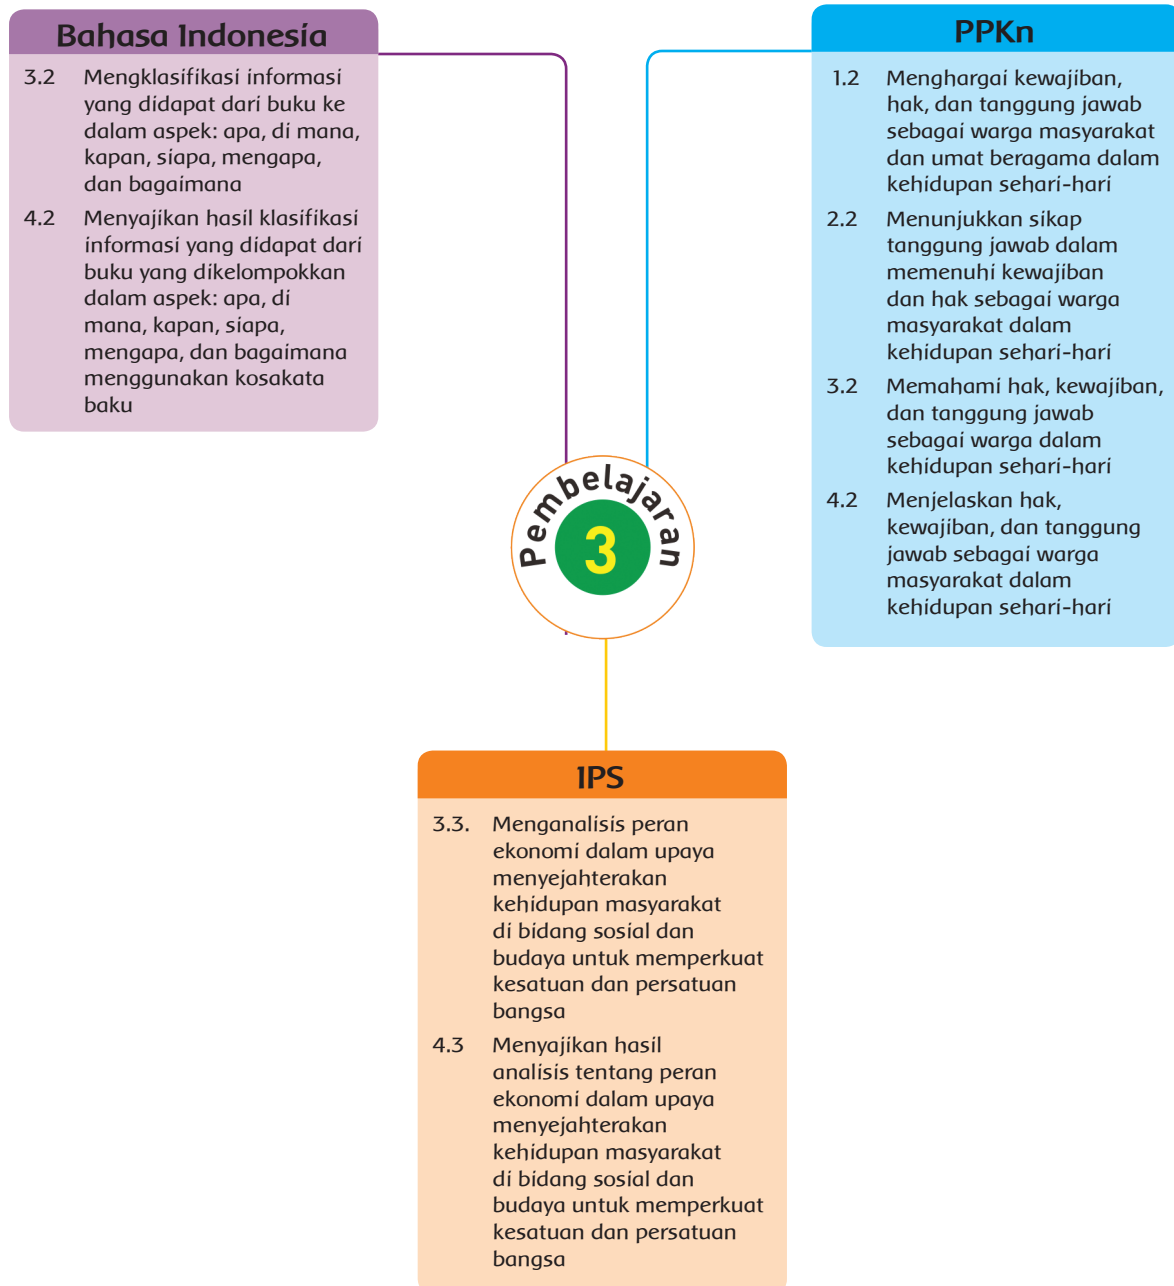 Bahasa Indonesia
3.2 Mengklasifikasi informasi
yang didapat dari buku ke
dalam aspek: apa, di mana,
kapan, siapa, mengapa,
dan bagaimana
4.2 Menyajikan hasil klasifikasi
informasi yang didapat dari
buku yang dikelompokkan
dalam aspek: apa, di
mana, kapan, siapa,
mengapa, dan bagaimana
menggunakan kosakata
baku
PPKn
1.2 Menghargai kewajiban,
hak, dan tanggung jawab
sebagai warga masyarakat
dan umat beragama dalam
kehidupan sehari-hari
2.2 Menunjukkan sikap
tanggung jawab dalam
memenuhi kewajiban
dan hak sebagai warga
masyarakat dalam
kehidupan sehari-hari
3.2 Memahami hak, kewajiban,
dan tanggung jawab
sebagai warga dalam
kehidupan sehari-hari
4.2 Menjelaskan hak,
kewajiban, dan tanggung
jawab sebagai warga
masyarakat dalam
kehidupan sehari-hari
Pembelajaran
3
IPS
3.3. Menganalisis peran
ekonomi dalam upaya
menyejahterakan
kehidupan masyarakat
di bidang sosial dan
budaya untuk memperkuat
kesatuan dan persatuan
bangsa
4.3 Menyajikan hasil
analisis tentang peran
ekonomi dalam upaya
menyejahterakan
kehidupan masyarakat
di bidang sosial dan
budaya untuk memperkuat
kesatuan dan persatuan
bangsa